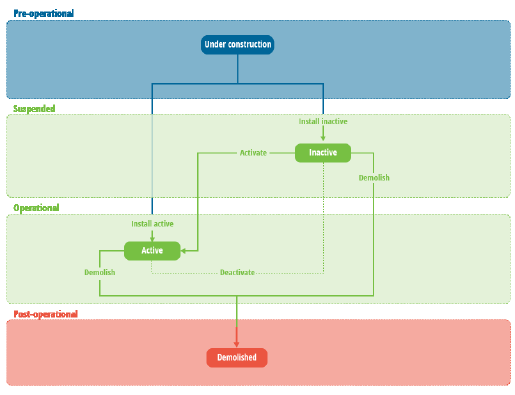 Pre-operational
Under construction
Suspended
Install inactive
Activate
Inactive
Demolish
Operational
Install active
Active
Demolish
Deactivate
Post-operational
Demolished